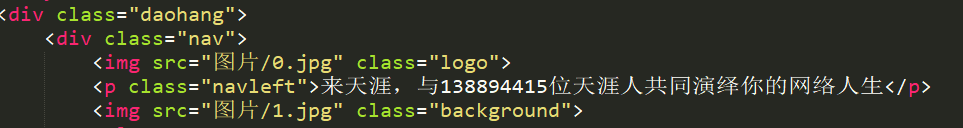 <div class="daohang">
<div class="nav">
<img src="图片/0.jpg" class="logo">
<p class="navleft">来天涯，与138894415位天涯人共同演绎你的网络人生</p>
<img src="图片/1.jpg" class="background">